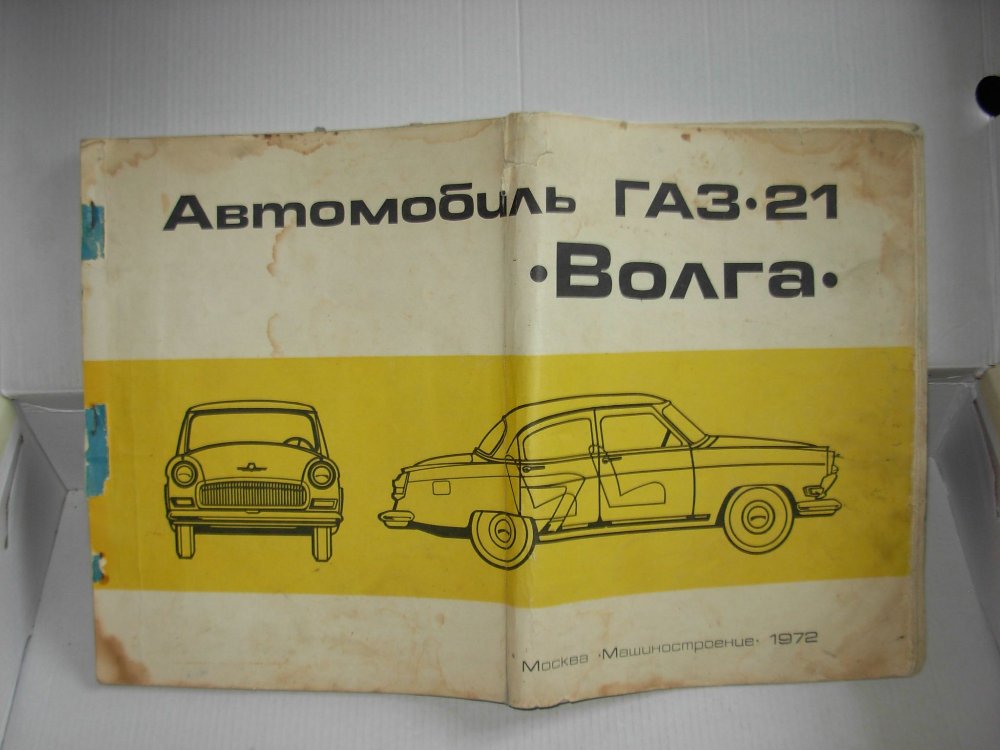 Автомобиль ГАЗ·21
·Волга·
Москва ·Машиностроение· 1972